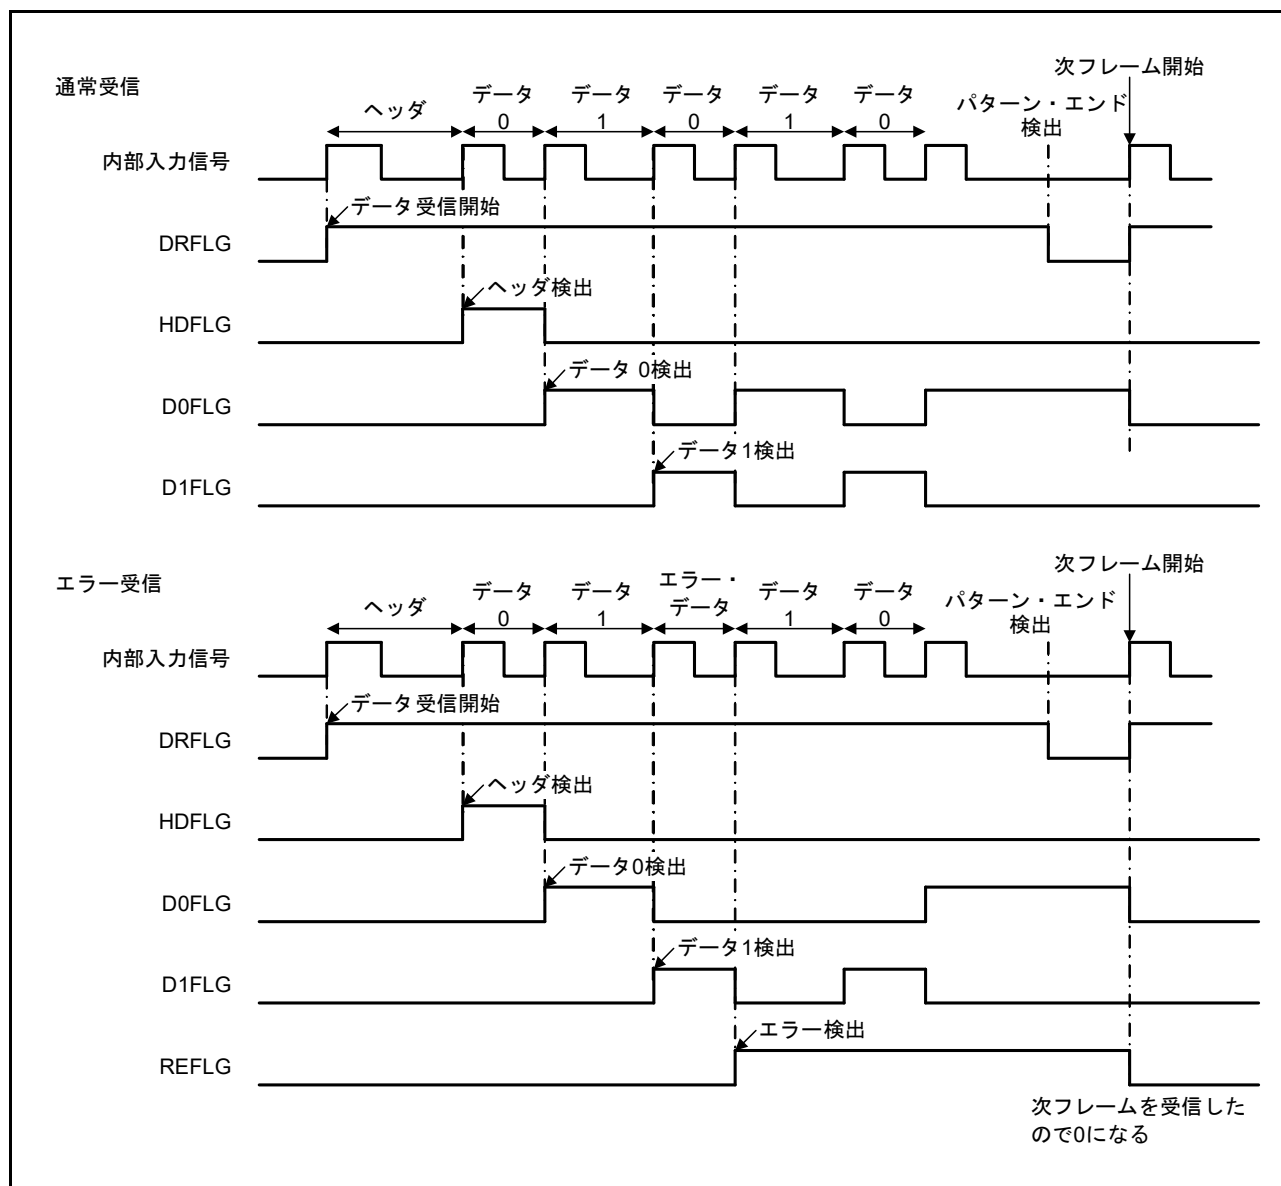 通常受信
次フレーム開始
ヘッダ
データ
0
データ
1
データ
0
データ
1
データ
0
パターン・エンド
検出
内部入力信号
データ受信開始
DRFLG
ヘッダ検出
HDFLG
データ 0検出
D0FLG
データ1検出
D1FLG
エラー受信
次フレーム開始
ヘッダ
データ
0
データ
1
エラー・
データ
データ
1
データ
0
パターン・エンド
検出
内部入力信号
データ受信開始
DRFLG
ヘッダ検出
HDFLG
データ0検出
D0FLG
データ1検出
D1FLG
エラー検出
REFLG
次フレームを受信した
ので0になる